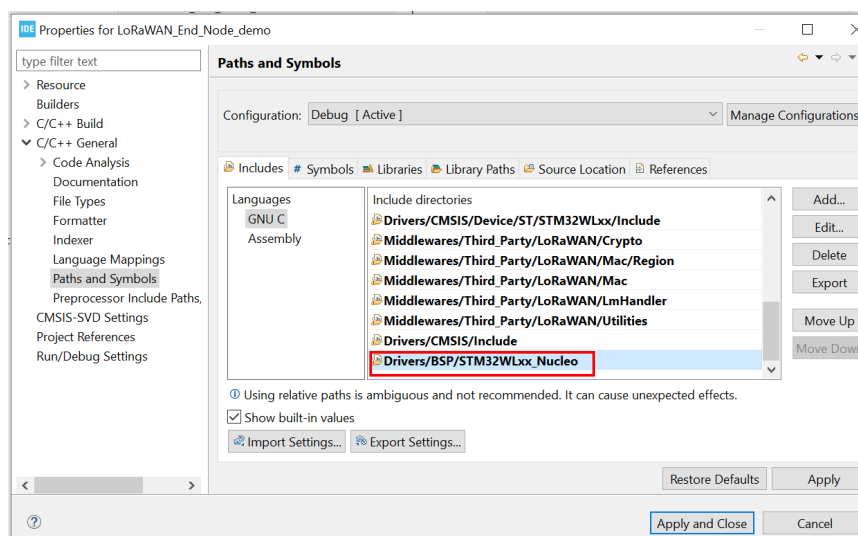 IDE Properties for LoRaWAN_End_Node_demo
type filter text
Resource
Builders
C/C++ Build
C/C++ General
Code Analysis
Documentation
File Types
Formatter
Indexer
Language Mappings
Paths and Symbols
Preprocessor Include Paths,
CMSIS-SVD Settings
Project References
Run/Debug Settings
Paths and Symbols
Configuration: Debug [ Active ]
Manage Configurations
Includes # Symbols Libraries Library Paths Source Location References
Languages
GNU C
Assembly
Include directories
Drivers/CMSIS/Device/ST/STM32WLxx/Include
Middlewares/Third_Party/LoRaWAN/Crypto
Middlewares/Third_Party/LoRaWAN/Mac/Region
Middlewares/Third_Party/LoRaWAN/Mac
Middlewares/Third_Party/LoRaWAN/LmHandler
Middlewares/Third_Party/LoRaWAN/Utilities
Drivers/CMSIS/Include
Drivers/BSP/STM32WLxx_Nucleo
Add...
Edit...
Delete
Export
Move Up
Move Down
Using relative paths is ambiguous and not recommended. It can cause unexpected effects.
Show built-in values
Import Settings... Export Settings...
Restore Defaults Apply
Apply and Close Cancel